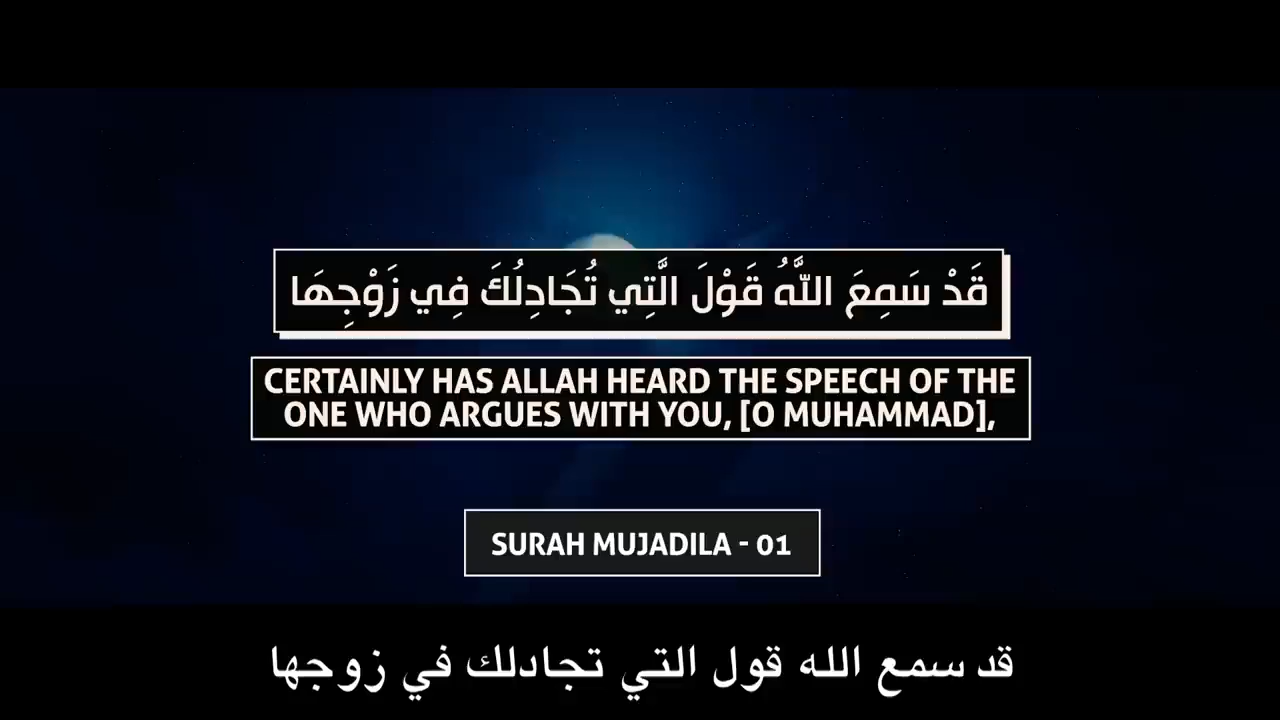 قَدْ سَمِعَ اللَّهُ قَوْلَ الَّتِي تُجَادِلُكَ فِي زَوْجِهَا
CERTAINLY HAS ALLAH HEARD THE SPEECH OF THE
ONE WHO ARGUES WITH YOU, [O MUHAMMAD],
SURAH MUJADILA - 01
قد سمع الله قول التي تجادلك في زوجها